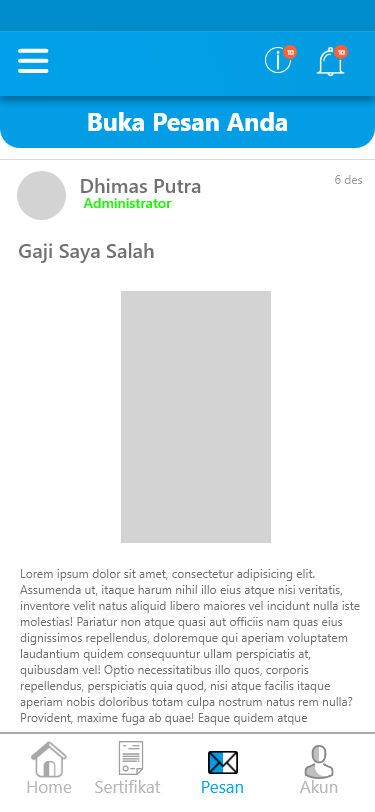 10
10
Buka Pesan Anda
Dhimas Putra
6 des
Administrator
Gaji Saya Salah
Lorem ipsum dolor sit amet, consectetur adipisicing elit.
Assumenda ut, itaque harum nihil illo eius atque nisi veritatis,
inventore velit natus aliquid libero maiores vel incidunt nulla iste
molestias! Pariatur non atque quasi aut officiis nam quas eius
dignissimos repellendus, doloremque qui aperiam voluptatem
laudantium quidem consequuntur ullam perspiciatis at,
quibusdam vel! Optio necessitatibus illo quos, corporis
repellendus, perspiciatis quia quod, nisi atque facilis itaque
aperiam nobis doloribus totam culpa nostrum natus rem nulla?
Provident, maxime fuga ab quae! Eaque quidem atque
Home Sertifikat Pesan Akun